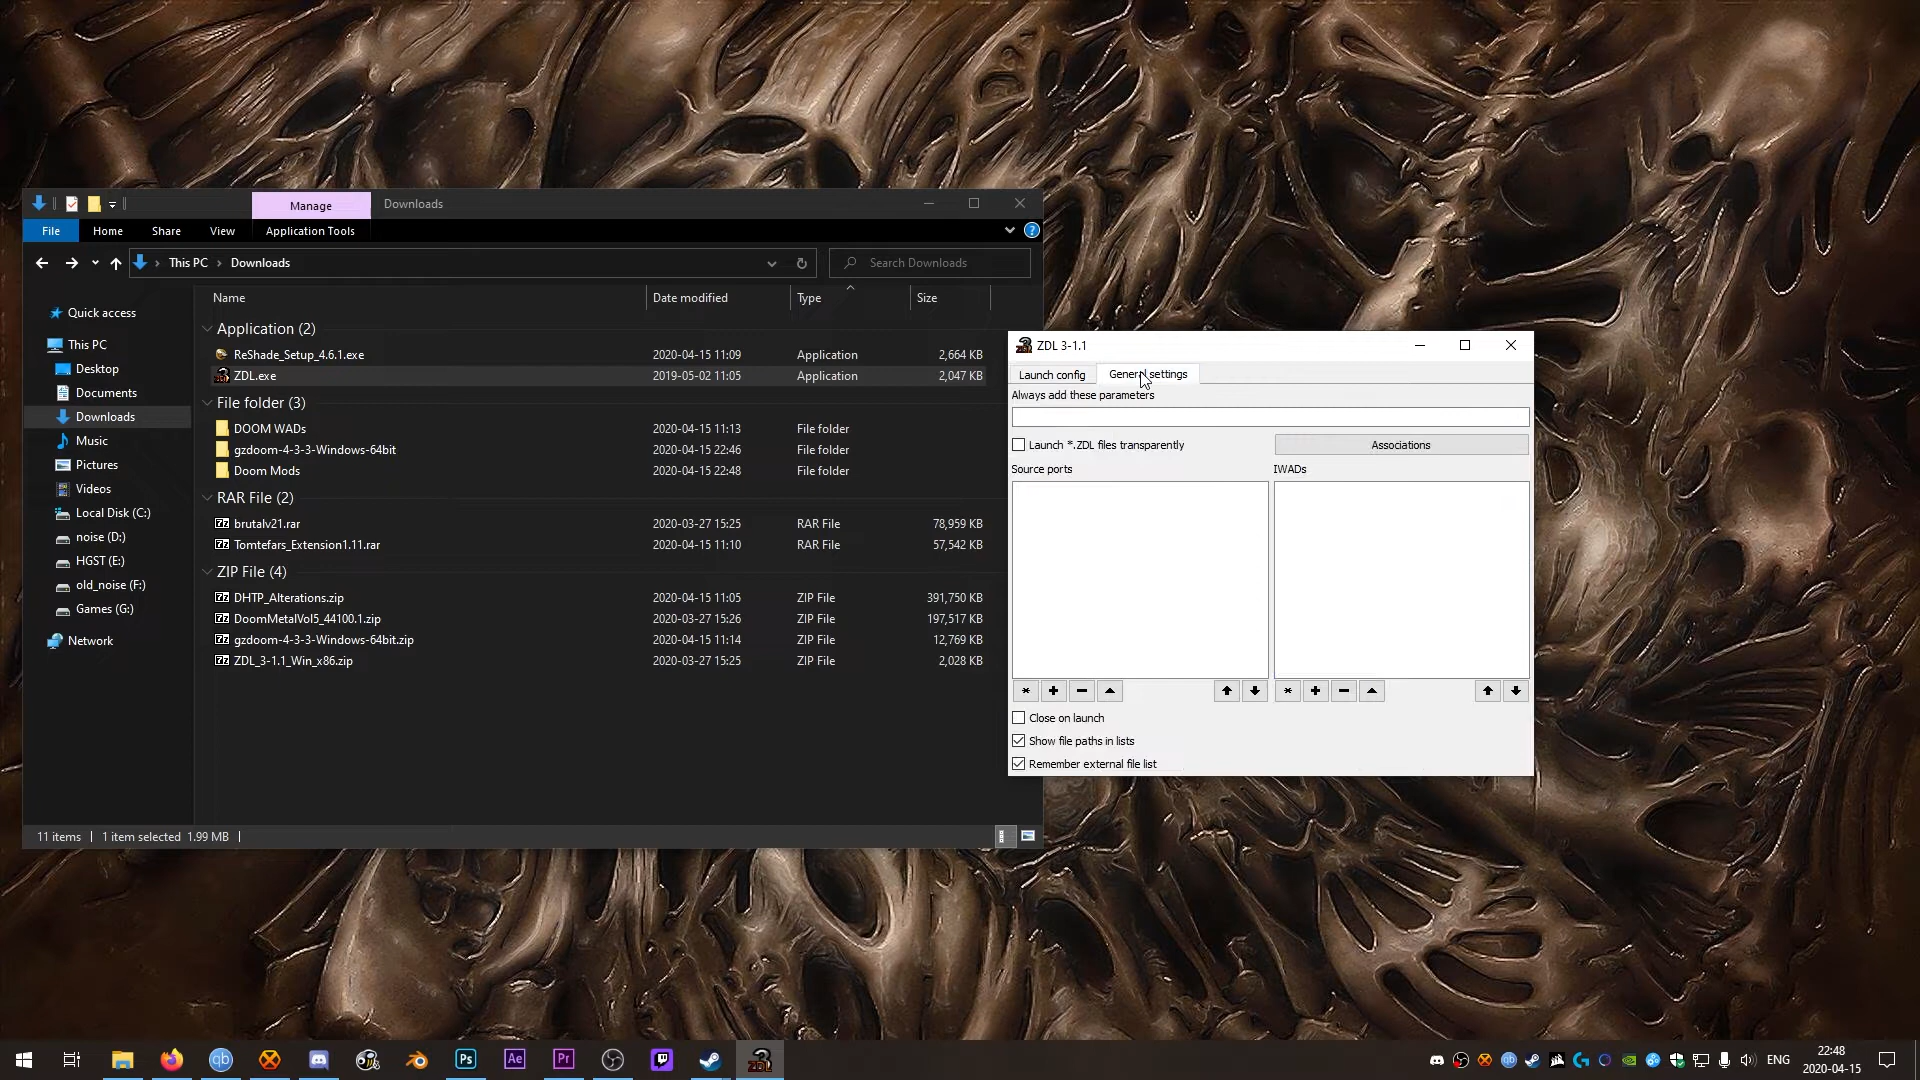 Manage
Downloads
File
Home
Share
View
Application Tools
This PC
Downloads
Search Downloads
Name
Date modified
Type
Size
Quick access
This PC
Desktop
Documents
Downloads
Music
Pictures
Videos
Local Disk (C:)
noise (D:)
HGST (E:)
old_noise (F:)
Games (G:)
Network
Application (2)
ReShade_Setup_4.6.1.exe 2020-04-15 11:09 Application 2,664 KB
ZDL.exe 2019-05-02 11:05 Application 2,047 KB
File folder (3)
DOOM WADs 2020-04-15 11:13 File folder
gzdoom-4-3-3-Windows-64bit 2020-04-15 22:46 File folder
Doom Mods 2020-04-15 22:48 File folder
RAR File (2)
brutalv21.rar 2020-03-27 15:25 RAR File 78,959 KB
Tomtefars_Extension1.11.rar 2020-04-15 11:10 RAR File 57,542 KB
ZIP File (4)
DHTP_Alterations.zip 2020-04-15 11:05 ZIP File 391,750 KB
DoomMetalVol5_44100.1.zip 2020-03-27 15:26 ZIP File 197,517 KB
gzdoom-4-3-3-Windows-64bit.zip 2020-04-15 11:14 ZIP File 12,769 KB
ZDL_3-1.1_Win_x86.zip 2020-03-27 15:25 ZIP File 2,028 KB
11 items
1 item selected 1.99 MB
ZDL 3-1.1
Launch config
General settings
Always add these parameters
Launch *.ZDL files transparently
Associations
Source ports
IWADs
Close on launch
Show file paths in lists
Remember external file list
qb
Ps
Ae
Pr
ENG
22:48
2020-04-15